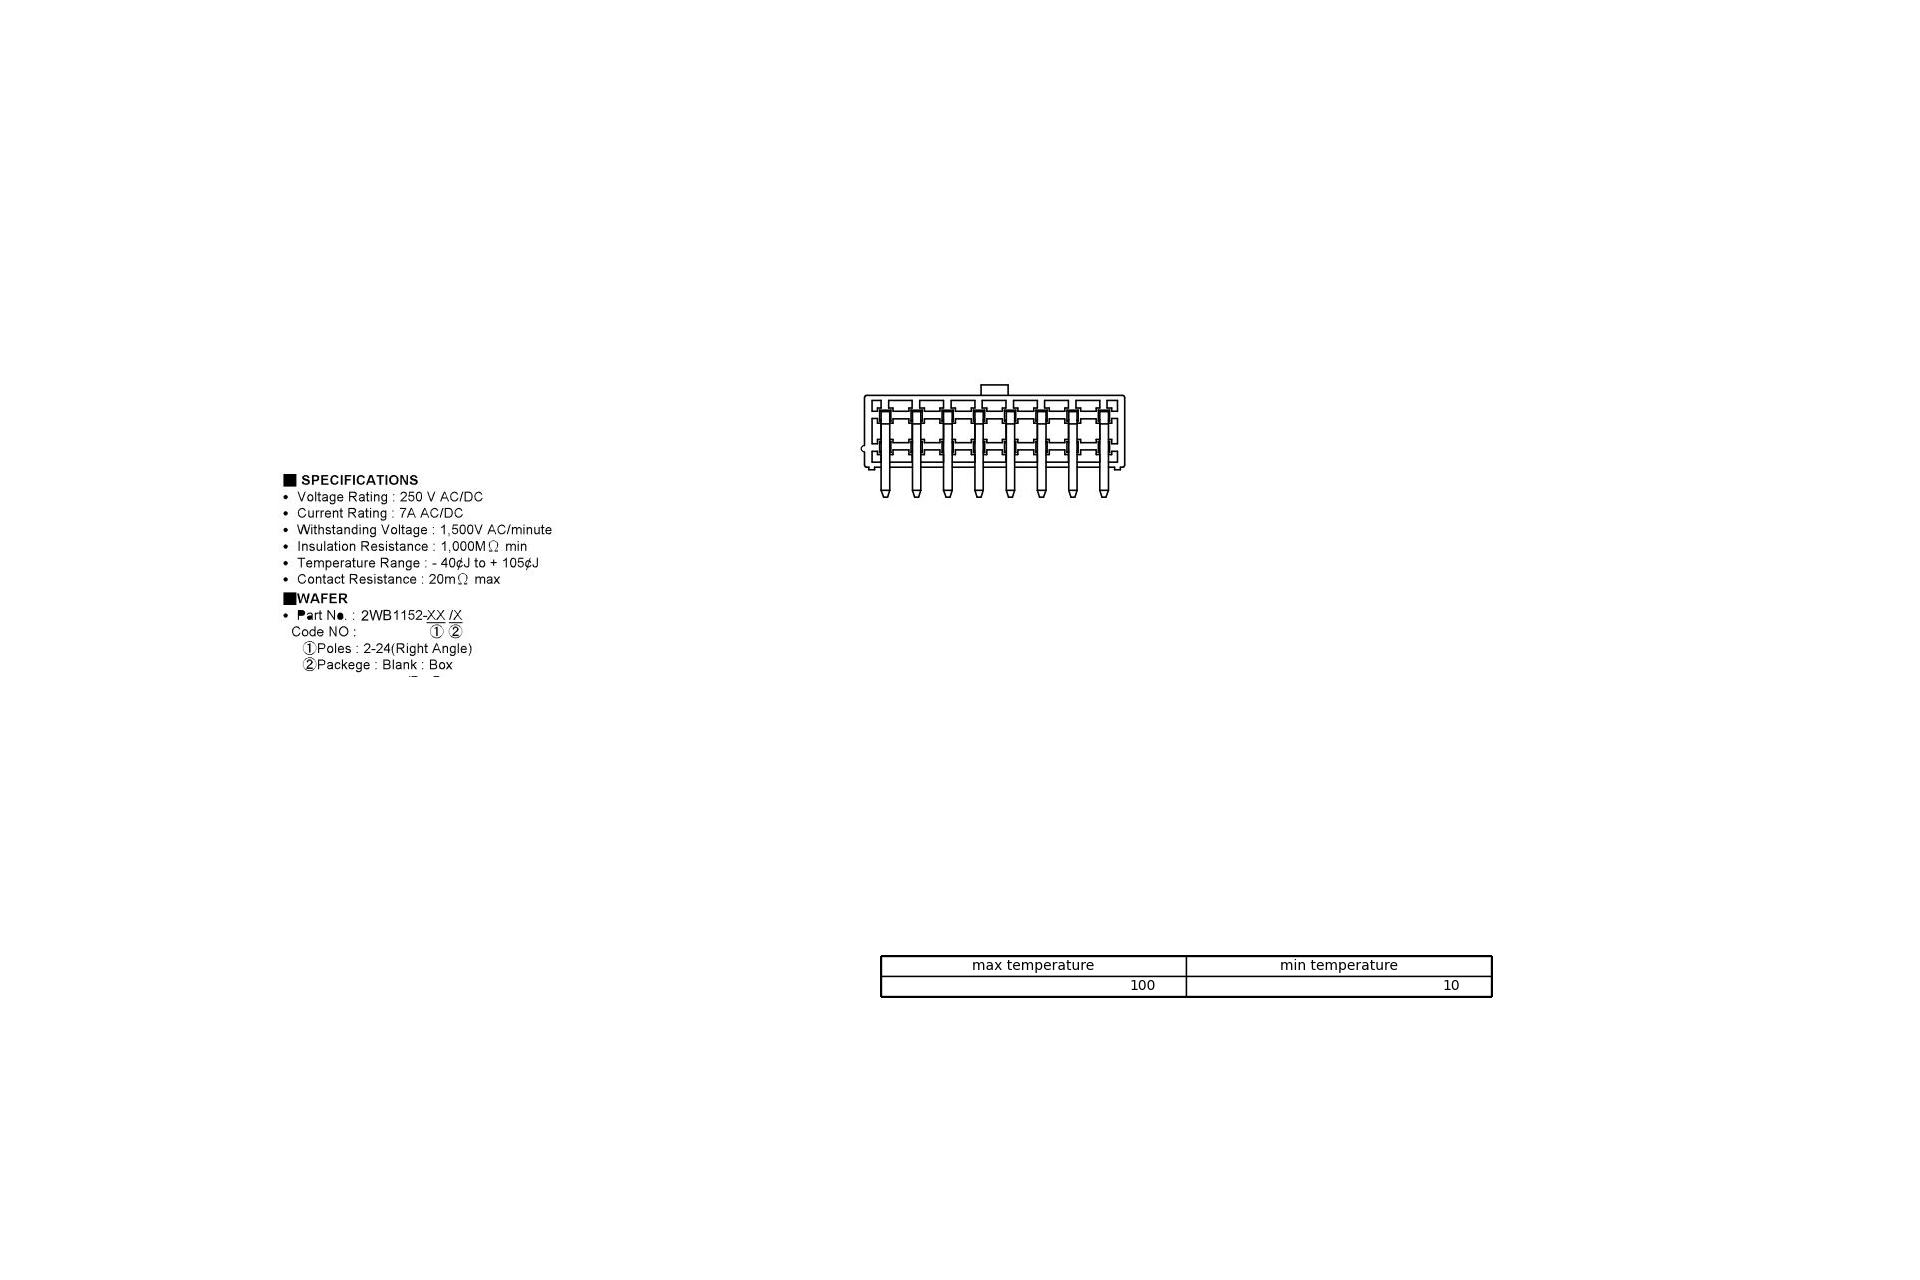 ■ SPECIFICATIONS
• Voltage Rating : 250 V AC/DC
• Current Rating : 7A AC/DC
• Withstanding Voltage : 1,500V AC/minute
• Insulation Resistance : 1,000MΩ min
• Temperature Range : - 40¢J to + 105¢J
• Contact Resistance : 20mΩ max
■WAFER
• Part No. : 2WB1152-XX /X
Code NO : ① ②
①Poles : 2-24(Right Angle)
②Packege : Blank : Box
max temperature min temperature
100 10